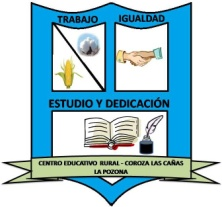 TRABAJO IGUALDAD
ESTUDIO Y DEDICACIÓN
CENTRO EDUCATIVO RURAL - COROZA LAS CAÑAS
LA POZONA